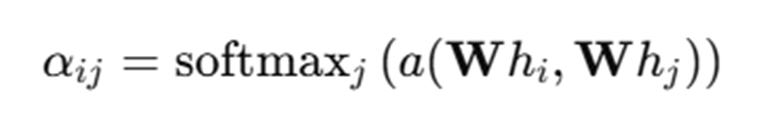 αᵢⱼ = softmaxⱼ (a(𝐖hᵢ, 𝐖hⱼ))